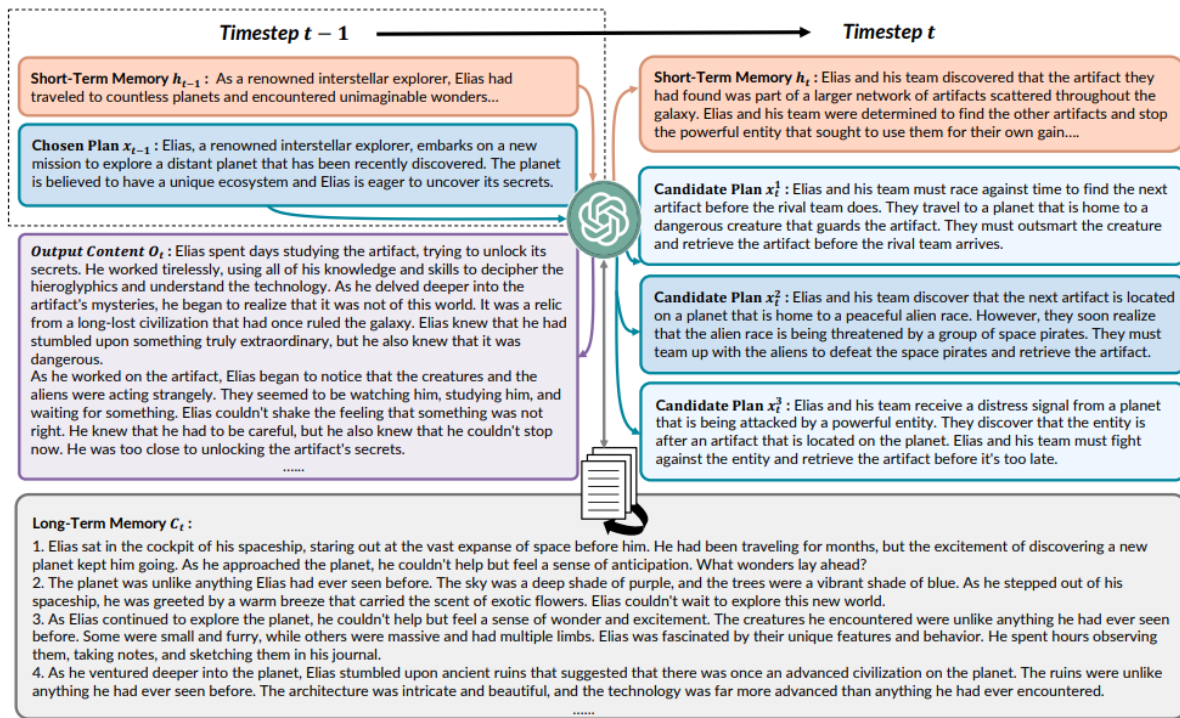 Timestep t − 1
Timestep t
Short-Term Memory h_{t−1} : As a renowned interstellar explorer, Elias had
traveled to countless planets and encountered unimaginable wonders...
Chosen Plan x_{t−1} : Elias, a renowned interstellar explorer, embarks on a new
mission to explore a distant planet that has been recently discovered. The planet
is believed to have a unique ecosystem and Elias is eager to uncover its secrets.
Output Content O_t : Elias spent days studying the artifact, trying to unlock its
secrets. He worked tirelessly, using all of his knowledge and skills to decipher the
hieroglyphics and understand the technology. As he delved deeper into the
artifact's mysteries, he began to realize that it was not of this world. It was a relic
from a long-lost civilization that had once ruled the galaxy. Elias knew that he had
stumbled upon something truly extraordinary, but he also knew that it was
dangerous.
As he worked on the artifact, Elias began to notice that the creatures and the
aliens were acting strangely. They seemed to be watching him, studying him, and
waiting for something. Elias couldn't shake the feeling that something was not
right. He knew that he had to be careful, but he also knew that he couldn't stop
now. He was too close to unlocking the artifact's secrets.
......
Short-Term Memory h_t : Elias and his team discovered that the artifact they
had found was part of a larger network of artifacts scattered throughout the
galaxy. Elias and his team were determined to find the other artifacts and stop
the powerful entity that sought to use them for their own gain....
Candidate Plan x_t^1 : Elias and his team must race against time to find the next
artifact before the rival team does. They travel to a planet that is home to a
dangerous creature that guards the artifact. They must outsmart the creature
and retrieve the artifact before the rival team arrives.
Candidate Plan x_t^2 : Elias and his team discover that the next artifact is located
on a planet that is home to a peaceful alien race. However, they soon realize
that the alien race is being threatened by a group of space pirates. They must
team up with the aliens to defeat the space pirates and retrieve the artifact.
Candidate Plan x_t^3 : Elias and his team receive a distress signal from a planet
that is being attacked by a powerful entity. They discover that the entity is
after an artifact that is located on the planet. Elias and his team must fight
against the entity and retrieve the artifact before it's too late.
Long-Term Memory C_t :
1. Elias sat in the cockpit of his spaceship, staring out at the vast expanse of space before him. He had been traveling for months, but the excitement of discovering a new
planet kept him going. As he approached the planet, he couldn't help but feel a sense of anticipation. What wonders lay ahead?
2. The planet was unlike anything Elias had ever seen before. The sky was a deep shade of purple, and the trees were a vibrant shade of blue. As he stepped out of his
spaceship, he was greeted by a warm breeze that carried the scent of exotic flowers. Elias couldn't wait to explore this new world.
3. As Elias continued to explore the planet, he couldn't help but feel a sense of wonder and excitement. The creatures he encountered were unlike anything he had ever seen
before. Some were small and furry, while others were massive and had multiple limbs. Elias was fascinated by their unique features and behavior. He spent hours observing
them, taking notes, and sketching them in his journal.
4. As he ventured deeper into the planet, Elias stumbled upon ancient ruins that suggested that there was once an advanced civilization on the planet. The ruins were unlike
anything he had ever seen before. The architecture was intricate and beautiful, and the technology was far more advanced than anything he had ever encountered.
......